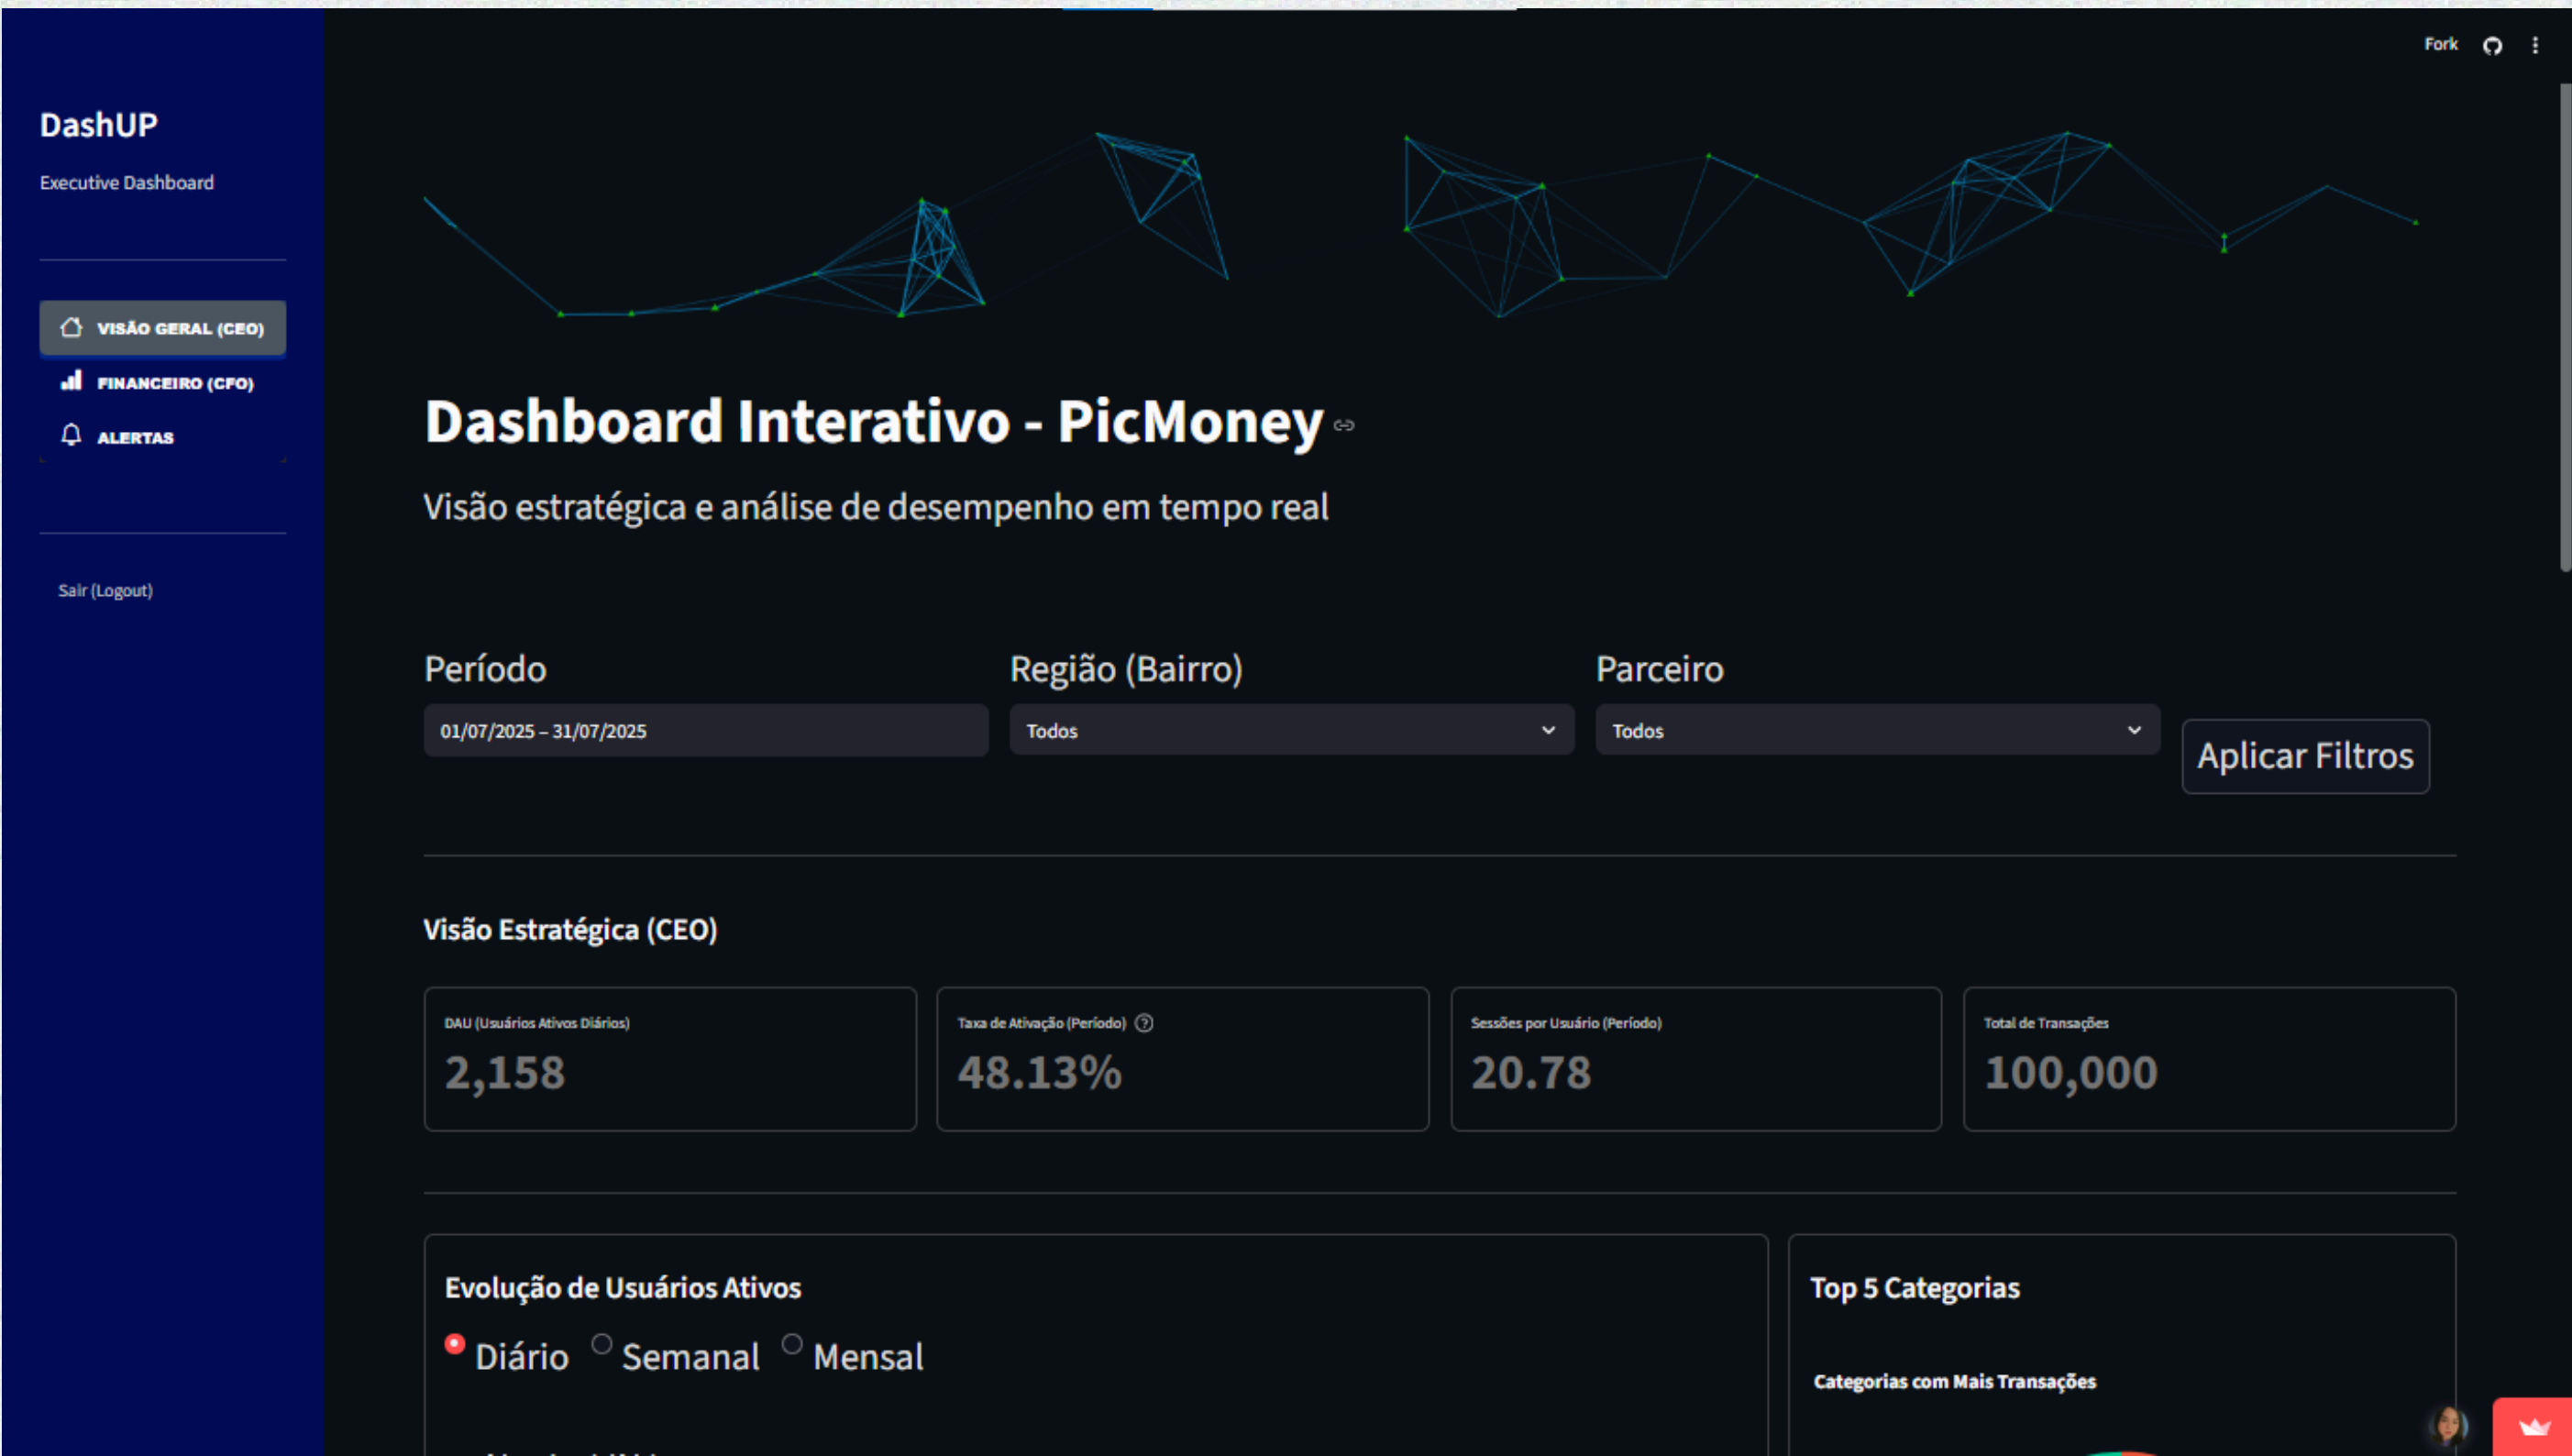 Fork
DashUP
Executive Dashboard
VISÃO GERAL (CEO)
FINANCEIRO (CFO)
ALERTAS
Sair (Logout)
Dashboard Interativo - PicMoney
Visão estratégica e análise de desempenho em tempo real
Período
Região (Bairro)
Parceiro
01/07/2025 – 31/07/2025
Todos
Todos
Aplicar Filtros
Visão Estratégica (CEO)
DAU (Usuários Ativos Diários)
2,158
Taxa de Ativação (Período)
48.13%
Sessões por Usuário (Período)
20.78
Total de Transações
100,000
Evolução de Usuários Ativos
Diário
Semanal
Mensal
Top 5 Categorias
Categorias com Mais Transações